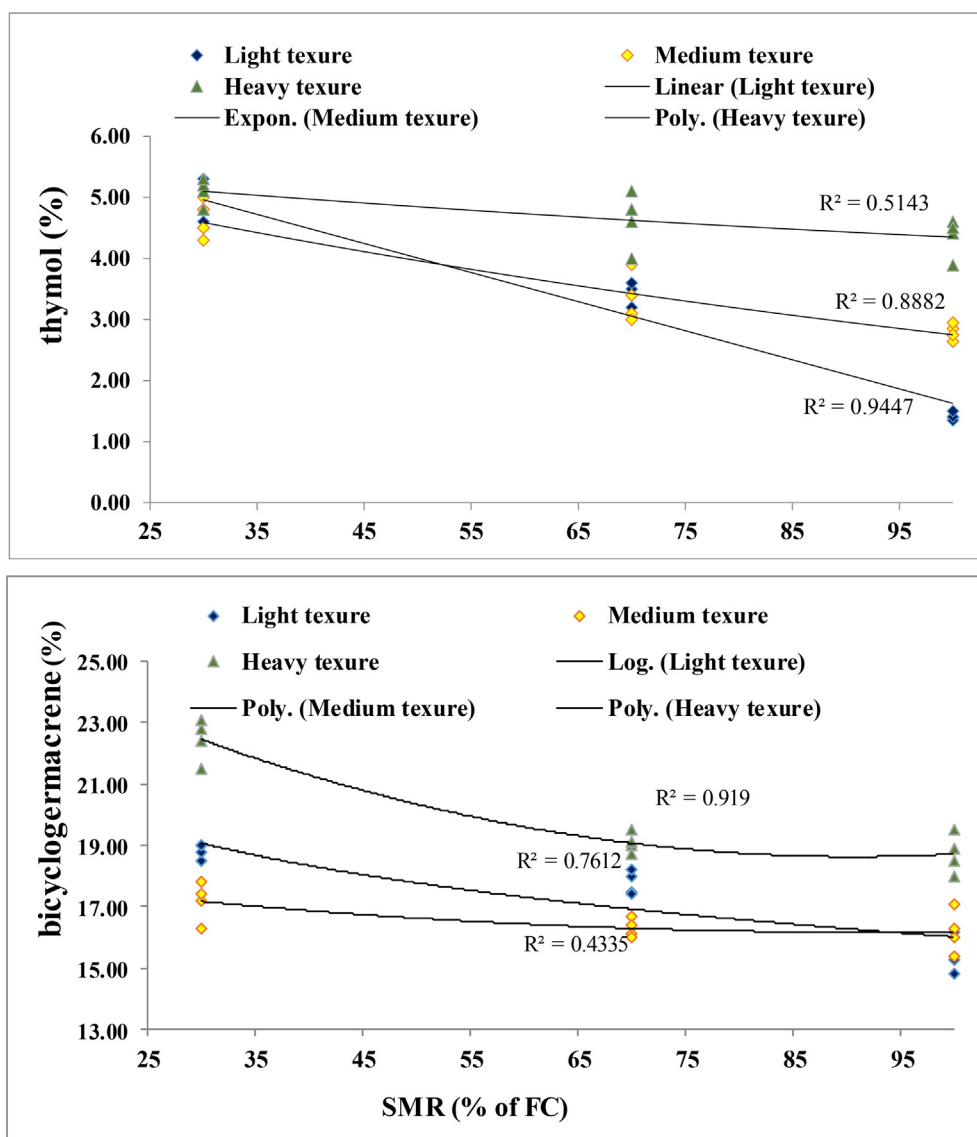 Light texure
Medium texure
Heavy texure
Linear (Light texure)
Expon. (Medium texure)
Poly. (Heavy texure)
6.00
5.00
4.00
3.00
2.00
1.00
0.00
thymol (%)
R² = 0.5143
R² = 0.8882
R² = 0.9447
25 35 45 55 65 75 85 95
Light texure
Medium texure
Heavy texure
Log. (Light texure)
Poly. (Medium texure)
Poly. (Heavy texure)
25.00
23.00
21.00
19.00
17.00
15.00
13.00
bicyclogermacrene (%)
R² = 0.919
R² = 0.7612
R² = 0.4335
25 35 45 55 65 75 85 95
SMR (% of FC)